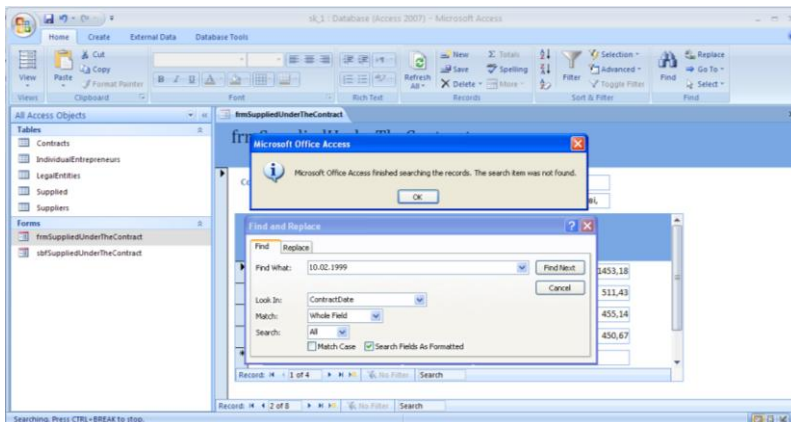 sk_1 : Database (Access 2007) - Microsoft Access
Home Create External Data Database Tools
View
Views
Paste
Cut
Copy
Format Painter
Clipboard
B I U
Font
Rich Text
Refresh All
New
Save
Delete
Totals
Spelling
More
Records
Filter
Selection
Advanced
Toggle Filter
Sort & Filter
Find
Replace
Go To
Select
Find
All Access Objects
Tables
Contracts
IndividualEntrepreneurs
LegalEntities
Supplied
Suppliers
Forms
frmSuppliedUnderTheContract
sbfSuppliedUnderTheContract
frmSuppliedUnderTheContract
Microsoft Office Access
Microsoft Office Access finished searching the records. The search item was not found.
OK
Find and Replace
Find Replace
Find What: 10.02.1999 Find Next
Cancel
Look In: ContractDate
Match: Whole Field
Search: All
Match Case Search Fields As Formatted
1453,18
511,43
455,14
450,67
Record: 1 of 4 No Filter Search
Record: 2 of 8 No Filter Search
Searching. Press CTRL+BREAK to stop.